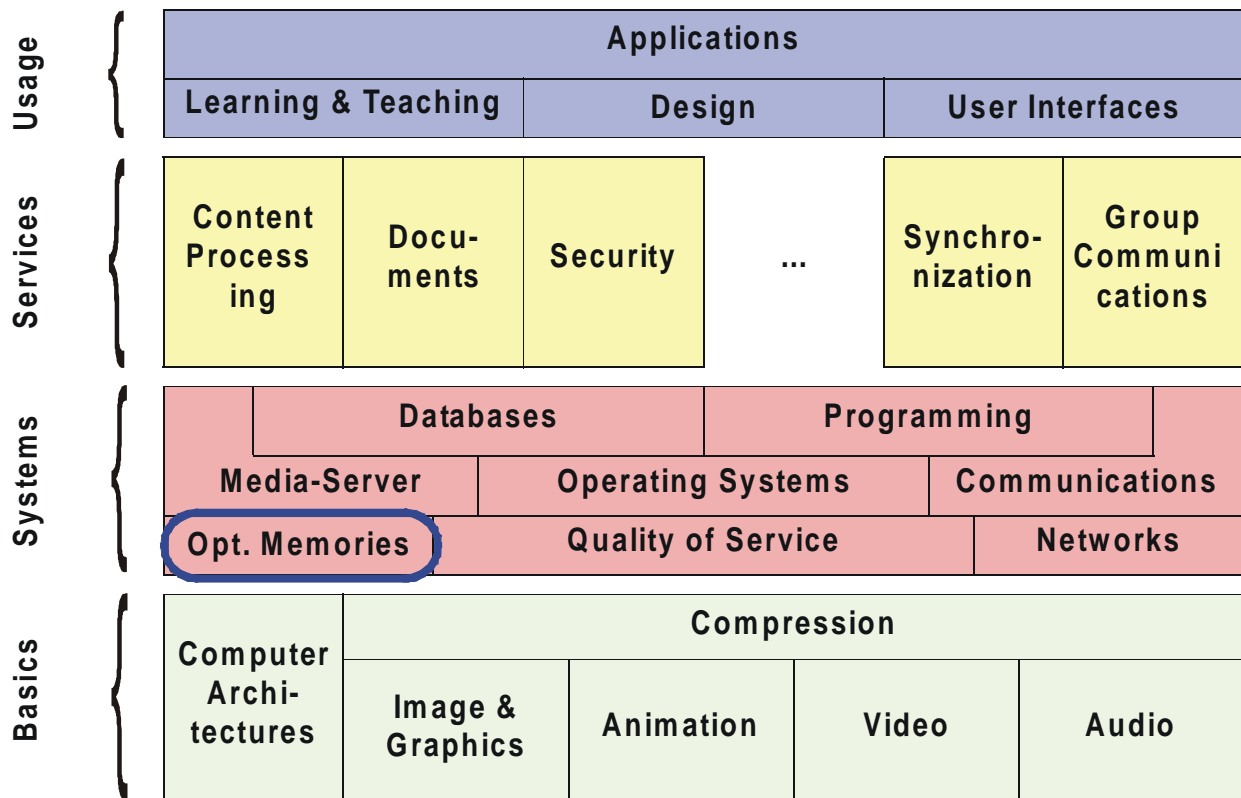 Usage
Applications
Learning & Teaching
Design
User Interfaces
Services
Content
Process
ing
Docu-
ments
Security
...
Synchro-
nization
Group
Communi
cations
Systems
Databases
Programming
Media-Server
Operating Systems
Communications
Opt. Memories
Quality of Service
Networks
Basics
Computer
Archi-
tectures
Compression
Image &
Graphics
Animation
Video
Audio